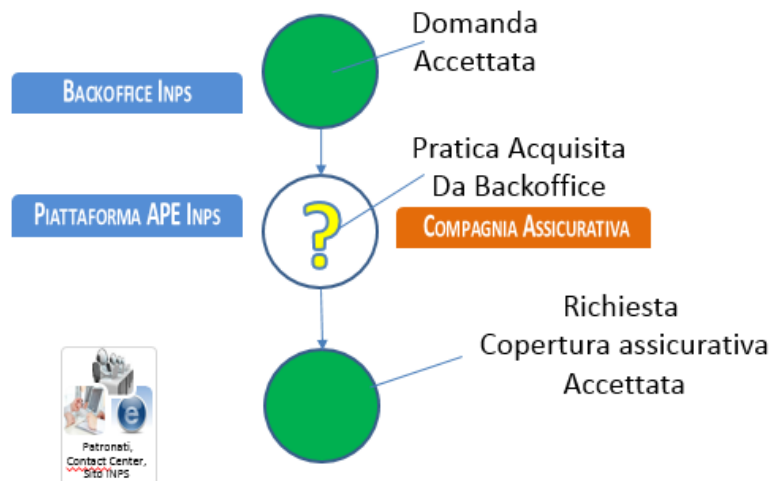 Domanda
Accettata
BACKOFFICE INPS
Pratica Acquisita
Da Backoffice
PIATTAFORMA APE INPS
?
COMPAGNIA ASSICURATIVA
Richiesta
Copertura assicurativa
Accettata
e
Patronati,
Contact Center,
Sito INPS